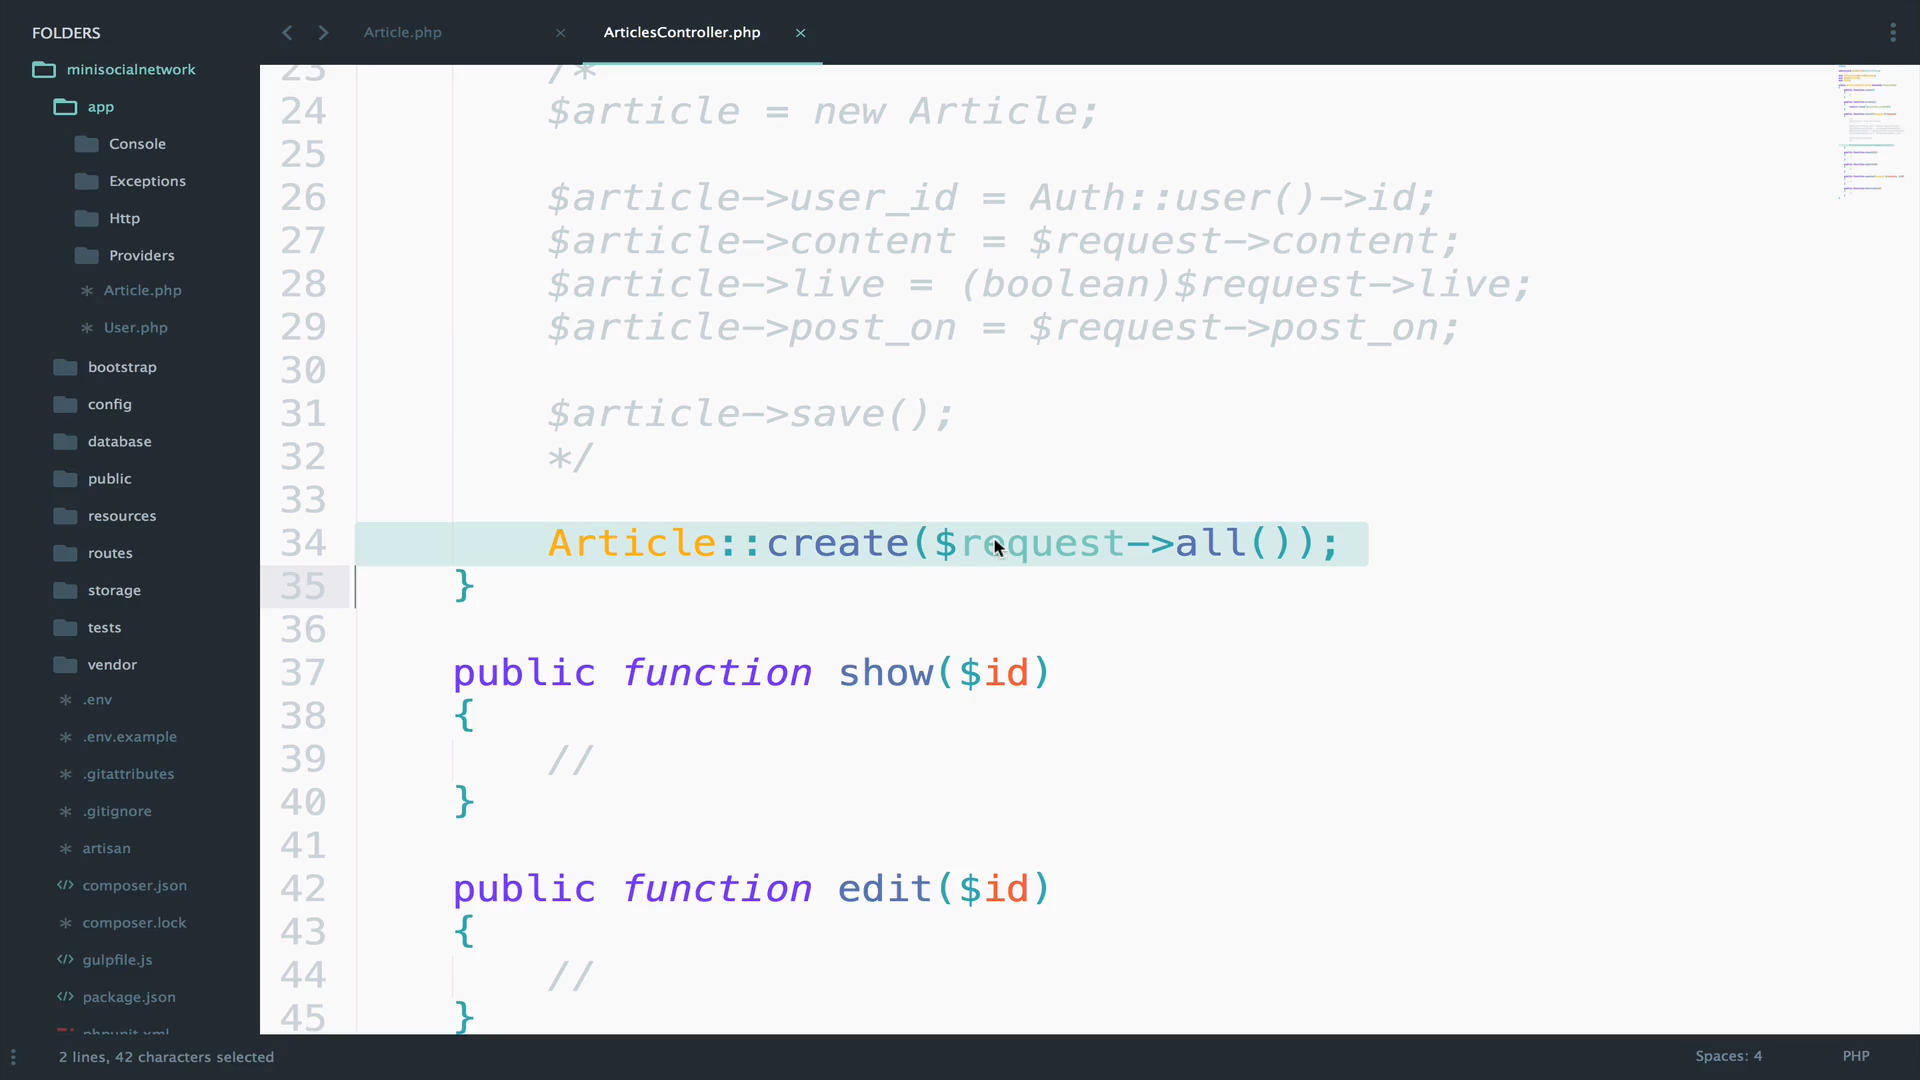 FOLDERS
minisocialnetwork
app
Console
Exceptions
Http
Providers
Article.php
User.php
bootstrap
config
database
public
resources
routes
storage
tests
vendor
.env
.env.example
.gitattributes
.gitignore
artisan
composer.json
composer.lock
gulpfile.js
package.json
phpunit.xml
Article.php
ArticlesController.php
23 /*
24 $article = new Article;
25
26 $article->user_id = Auth::user()->id;
27 $article->content = $request->content;
28 $article->live = (boolean)$request->live;
29 $article->post_on = $request->post_on;
30
31 $article->save();
32 */
33
34 Article::create($request->all());
35 }
36
37 public function show($id)
38 {
39 //
40 }
41
42 public function edit($id)
43 {
44 //
45 }
2 lines, 42 characters selected
Spaces: 4
PHP